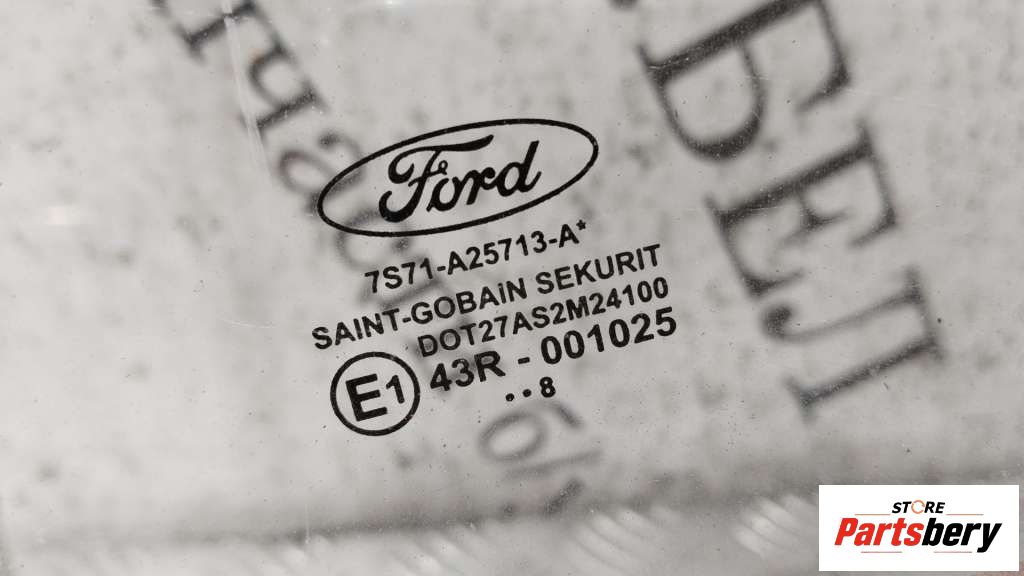 Ford
7S71-A25713-A*
SAINT-GOBAiN SEKURIT
DOT27AS2M24100
E1 43R - 001025
..8
STORE
Partsbery